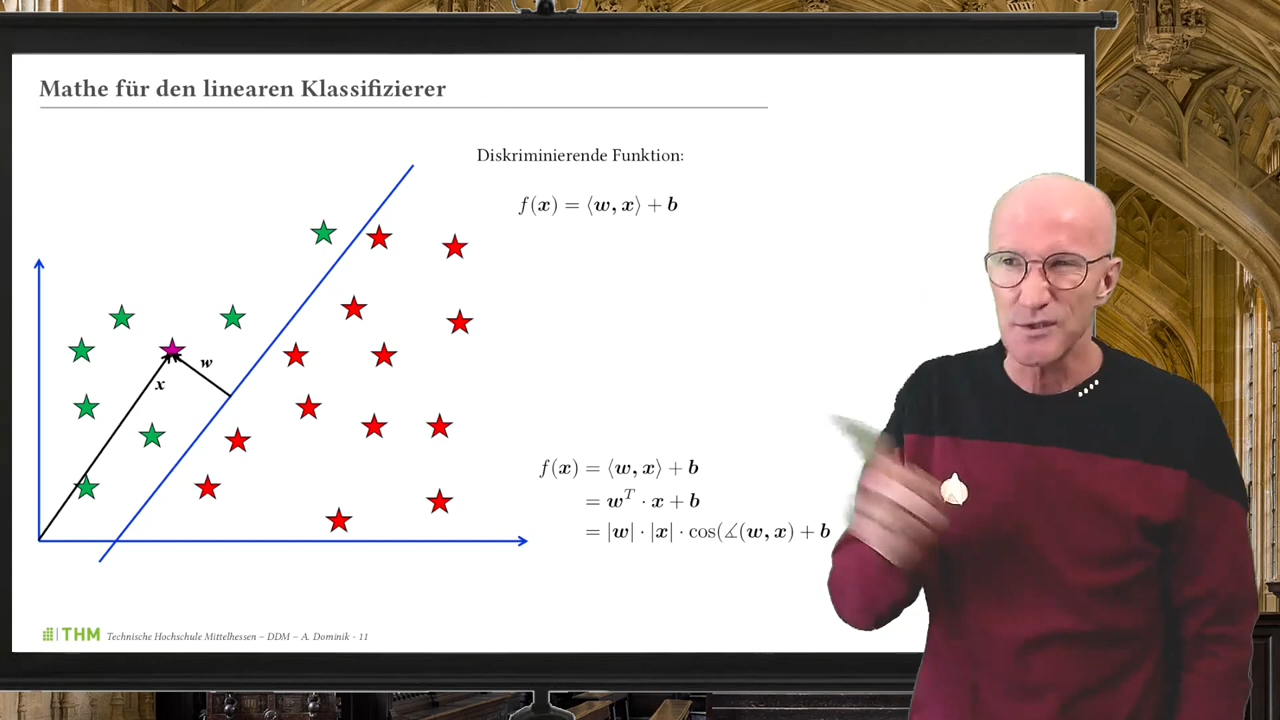 Mathe für den linearen Klassifizierer
Diskriminierende Funktion:
f(x) = ⟨w, x⟩ + b
w
x
f(x) = ⟨w, x⟩ + b
= w^T · x + b
= |w| · |x| · cos(∡(w, x) + b
THM Technische Hochschule Mittelhessen – DDM – A. Dominik - 11